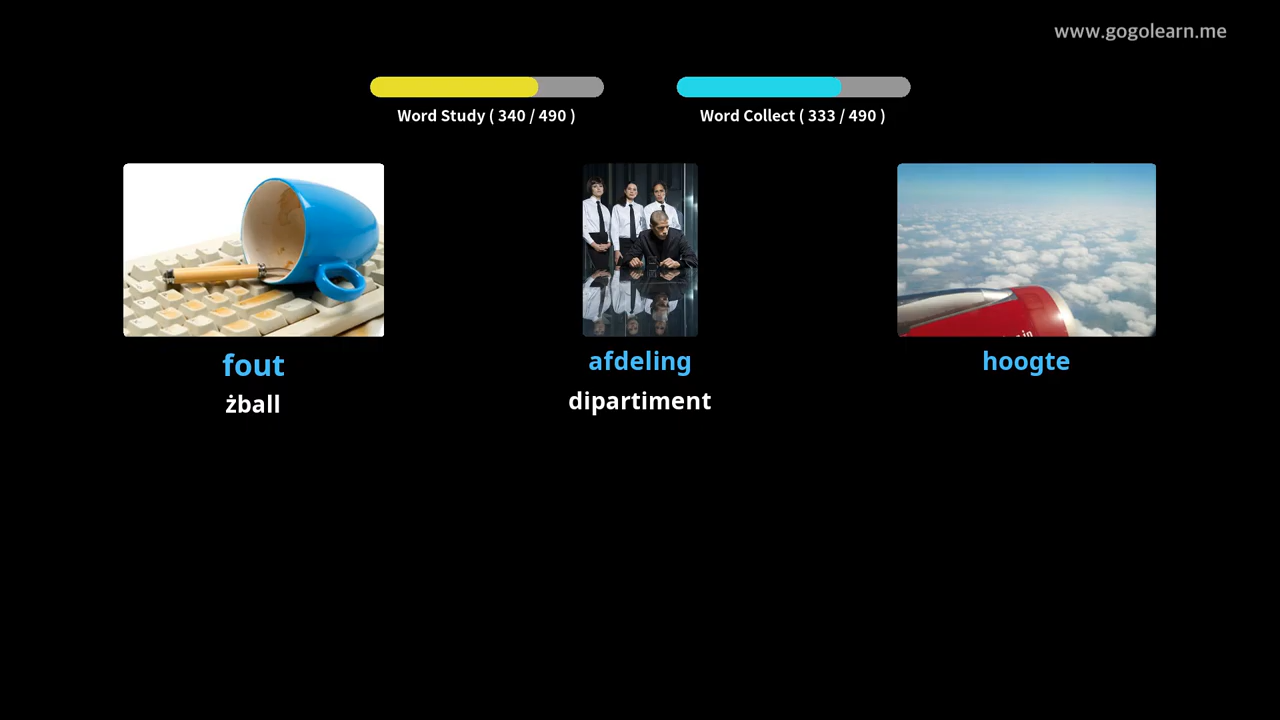 www.gogolearn.me
Word Study ( 340 / 490 )
Word Collect ( 333 / 490 )
fout
afdeling
hoogte
żball
dipartiment